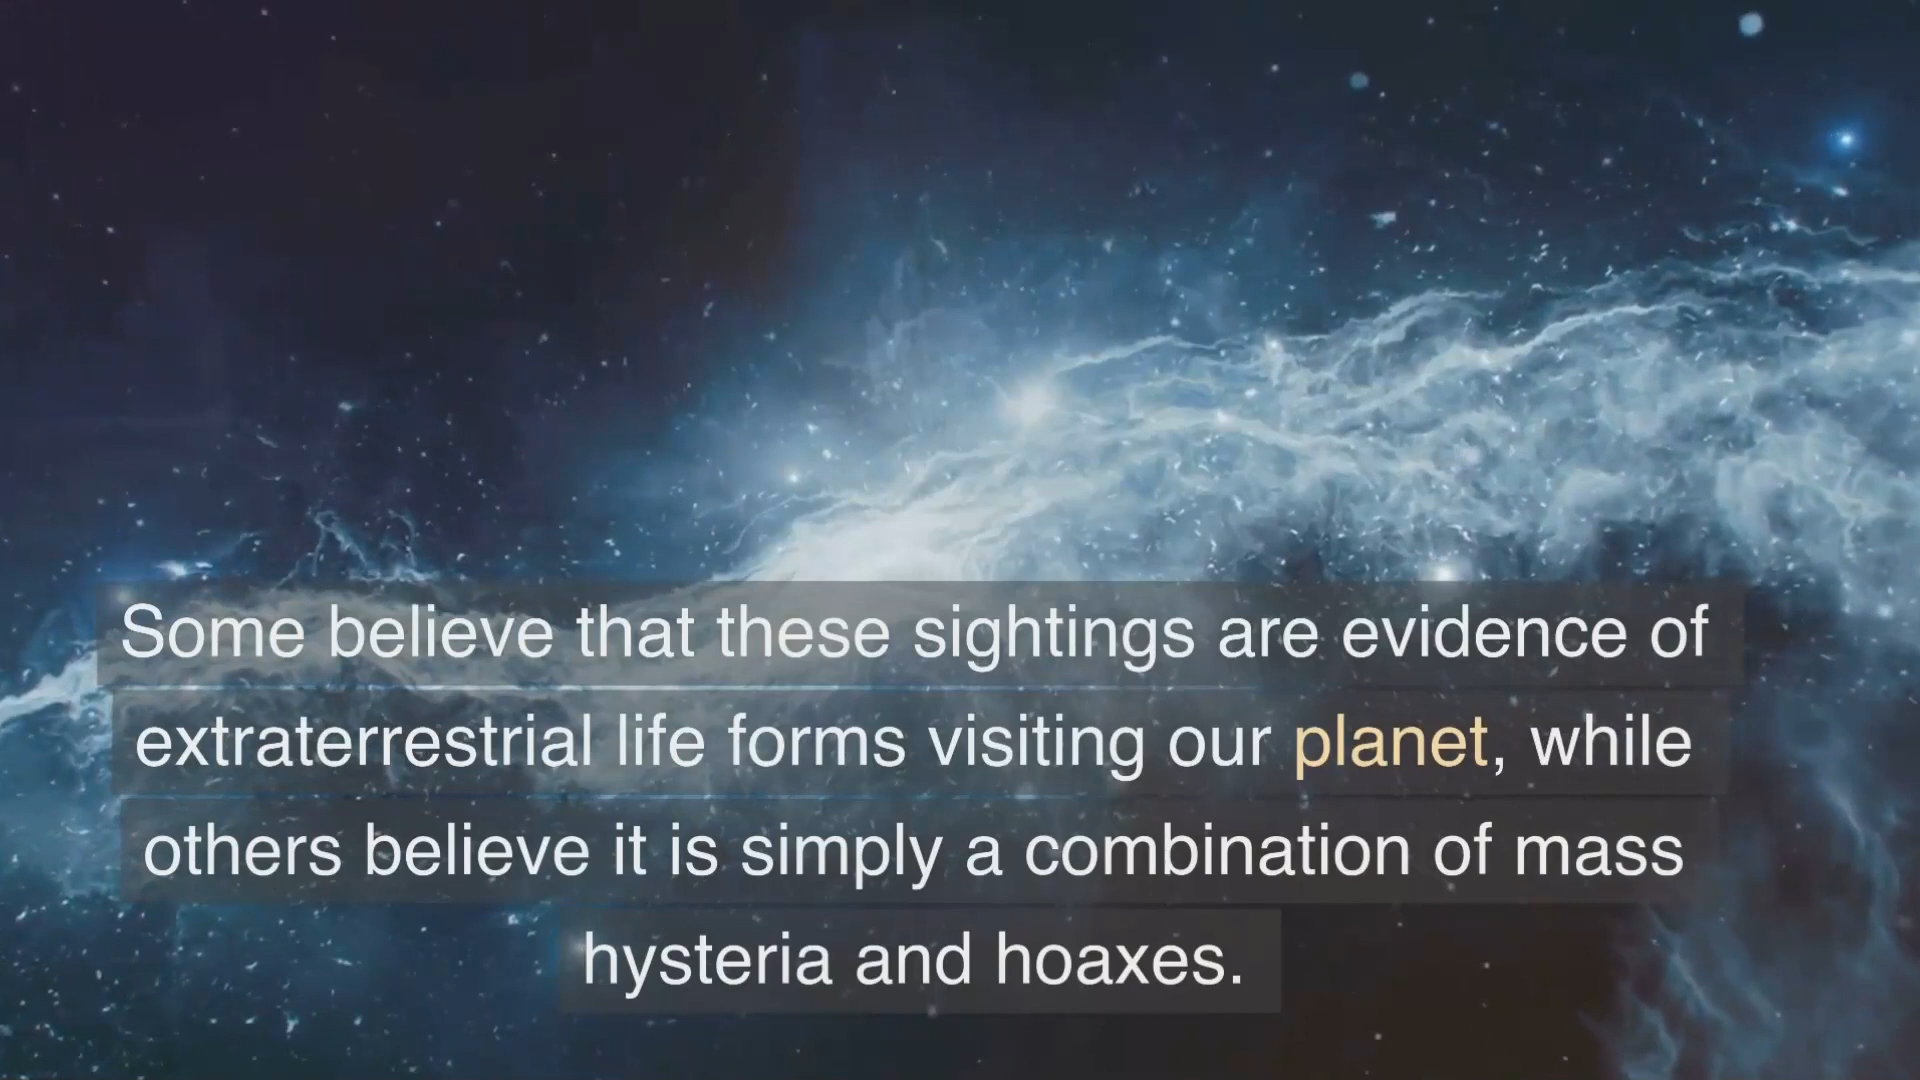 Some believe that these sightings are evidence of
extraterrestrial life forms visiting our planet, while
others believe it is simply a combination of mass
hysteria and hoaxes.